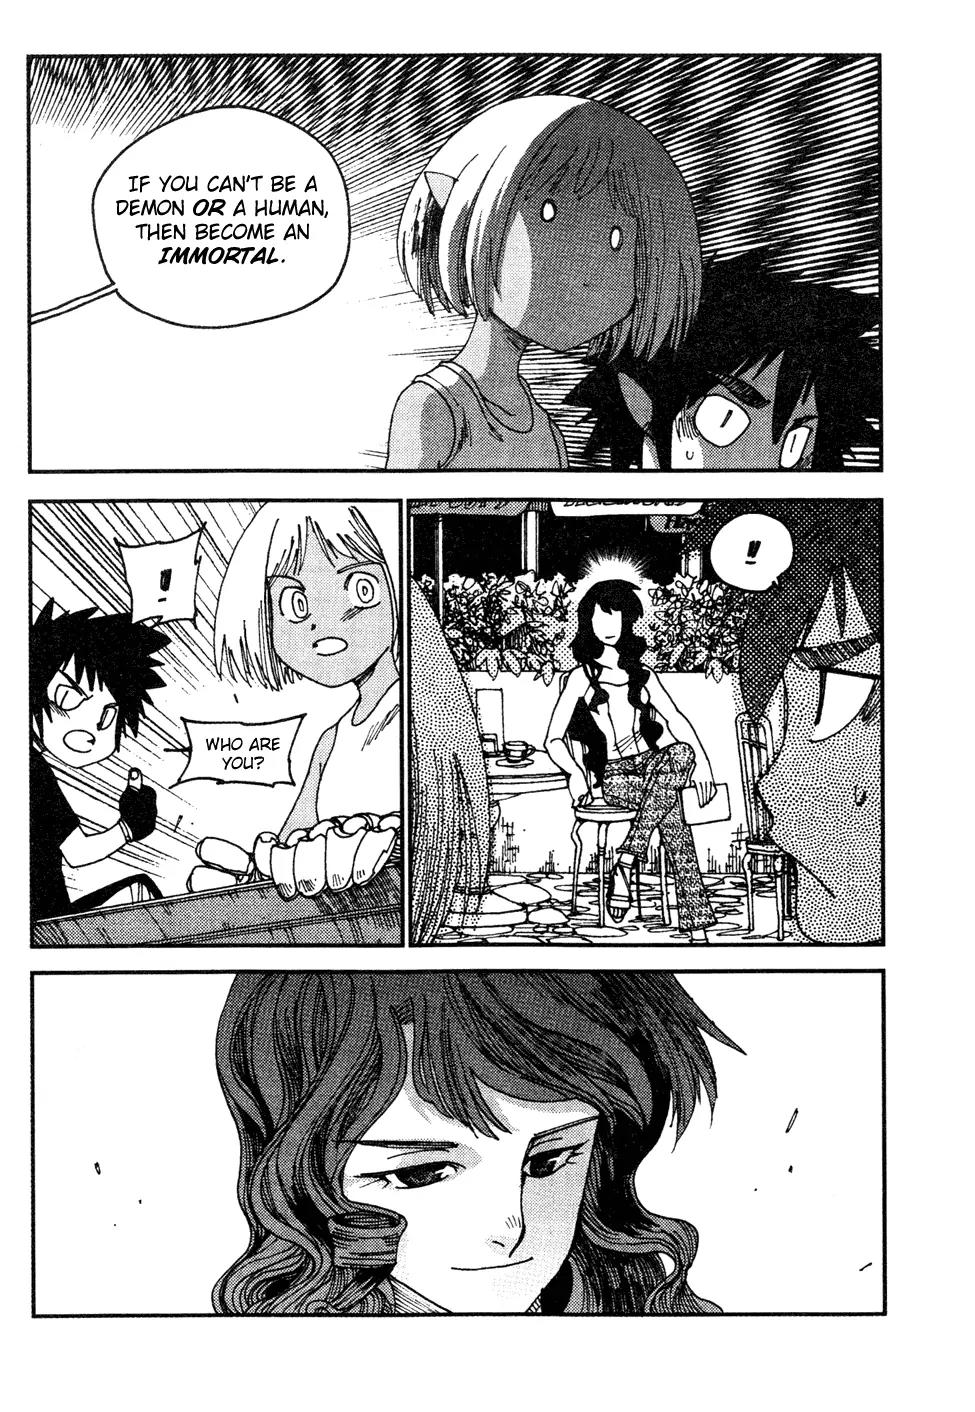 IF YOU CAN'T BE A
DEMON OR A HUMAN,
THEN BECOME AN
IMMORTAL.
!
!
WHO ARE
YOU?